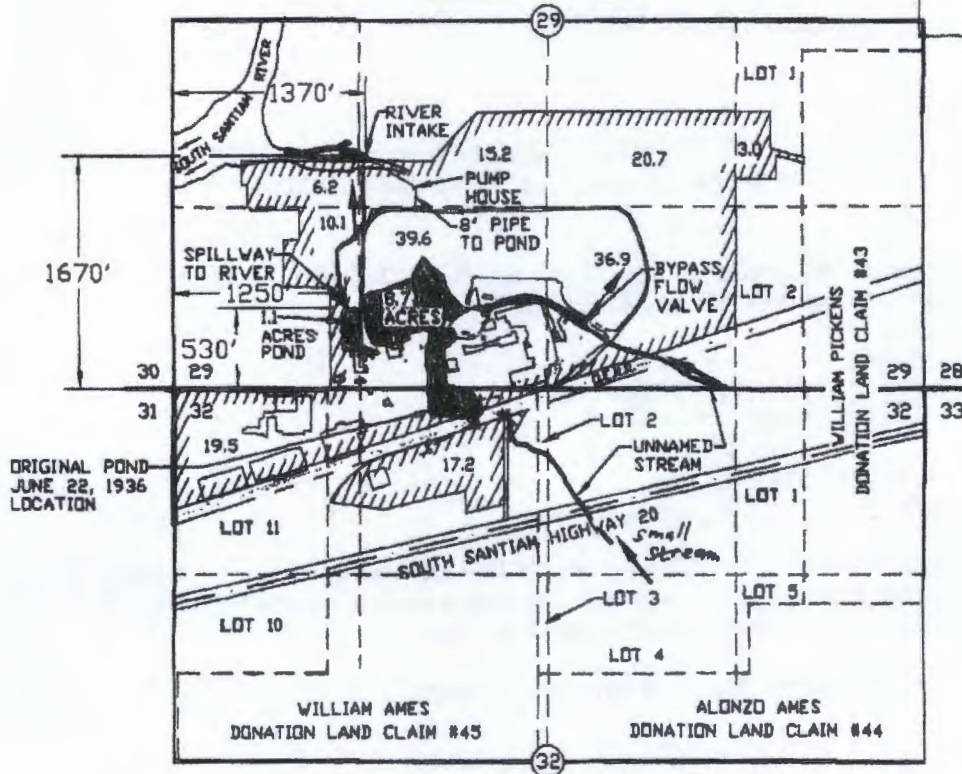 29
LOT 1
SOUTH SANTIAM RIVER
1370'
RIVER
INTAKE
15.2
20.7
3.0
6.2
PUMP
HOUSE
10.1
8' PIPE
TO POND
39.6
SPILLWAY
TO RIVER
36.9
BYPASS
FLOW
VALVE
1670'
1250
LOT 2
1.1
ACRES
POND
ACRES
530'
WILLIAM PICKENS
DONATION LAND CLAIM #43
30 29
29 28
31 32
32 33
LOT 2
19.5
UNNAMED
STREAM
ORIGINAL POND
JUNE 22, 1936
LOCATION
17.2
LOT 1
LOT 11
SOUTH SANTIAM HIGHWAY 20
small
stream
LOT 3
LOT 5
LOT 10
LOT 4
WILLIAM AMES
DONATION LAND CLAIM #45
ALONZO AMES
DONATION LAND CLAIM #44
32